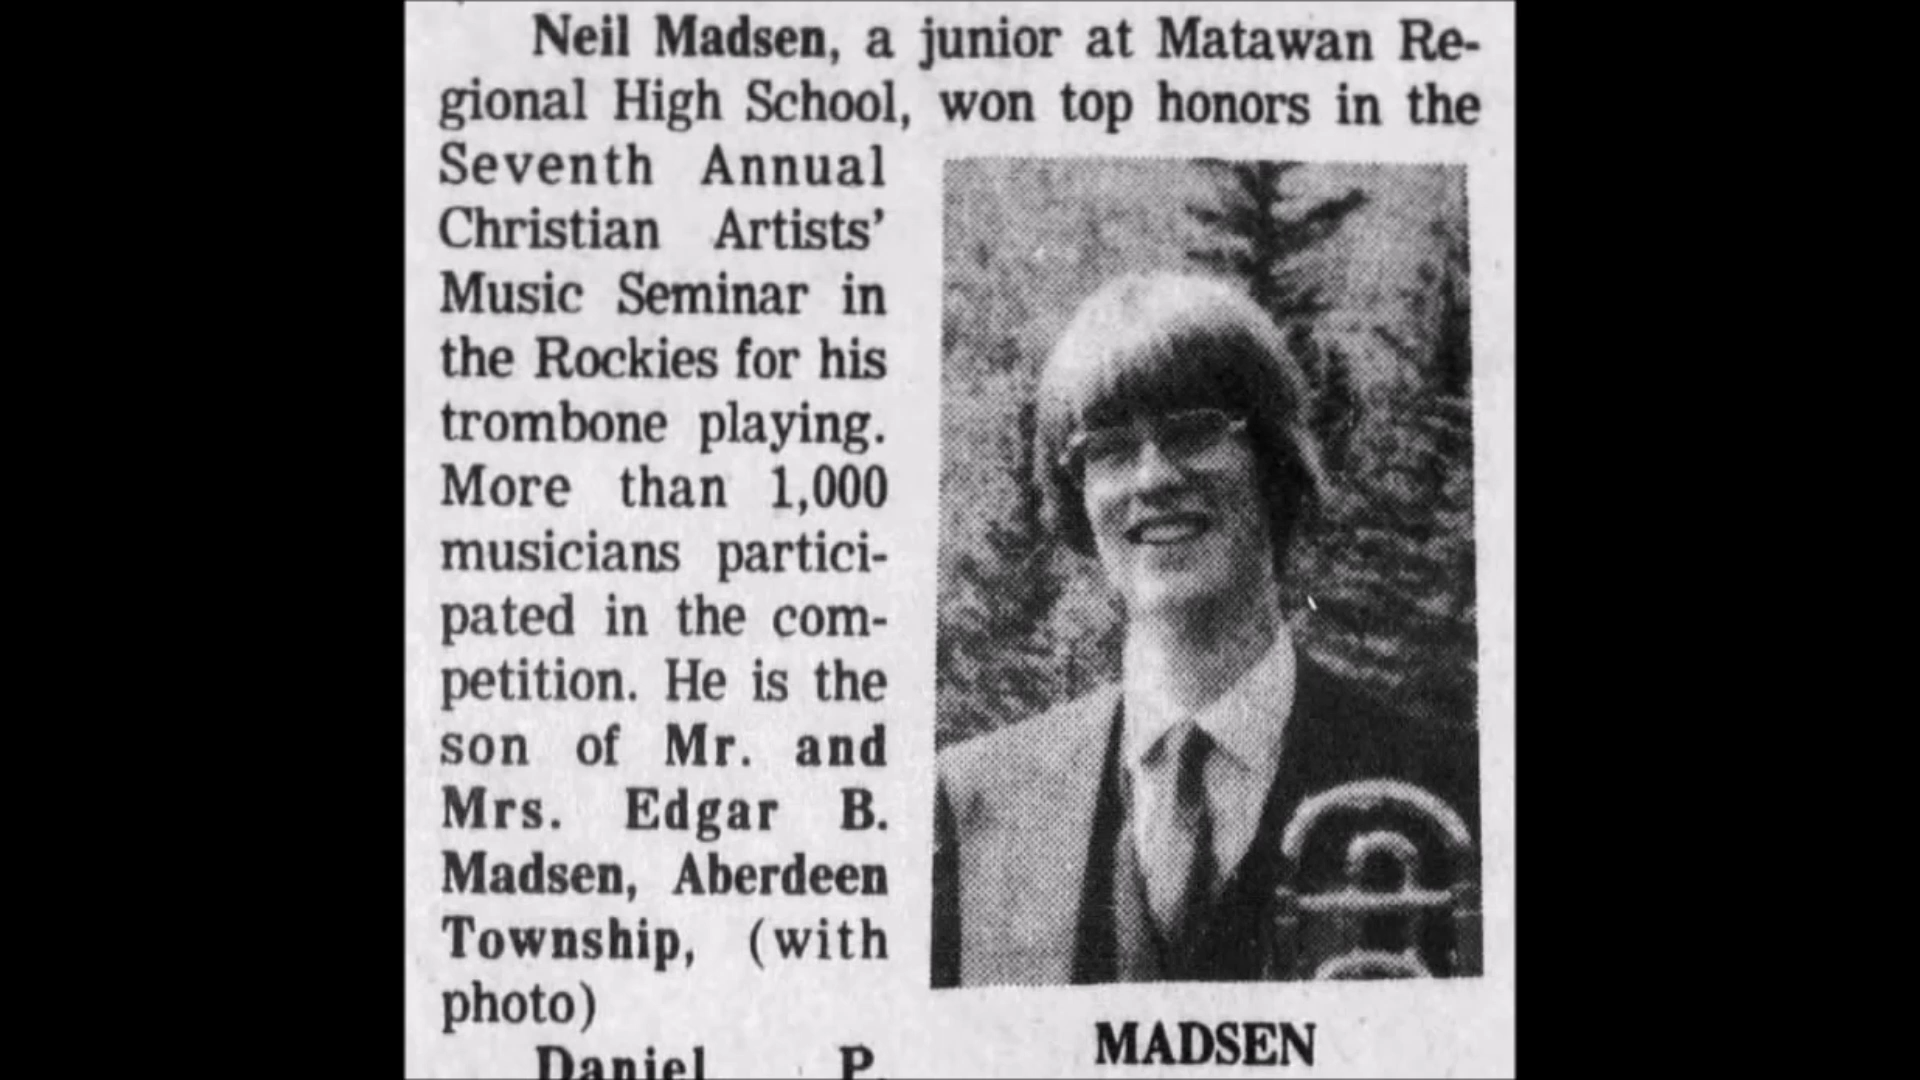 Neil Madsen, a junior at Matawan Re-
gional High School, won top honors in the
Seventh Annual
Christian Artists'
Music Seminar in
the Rockies for his
trombone playing.
More than 1,000
musicians partici-
pated in the com-
petition. He is the
son of Mr. and
Mrs. Edgar B.
Madsen, Aberdeen
Township, (with
photo)
Daniel P.
MADSEN